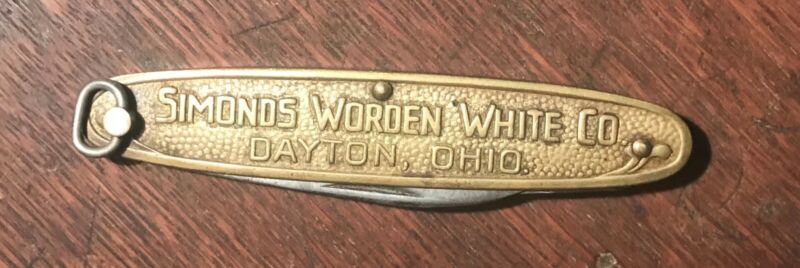 SIMONDS WORDEN WHITE CO.
DAYTON, OHIO.